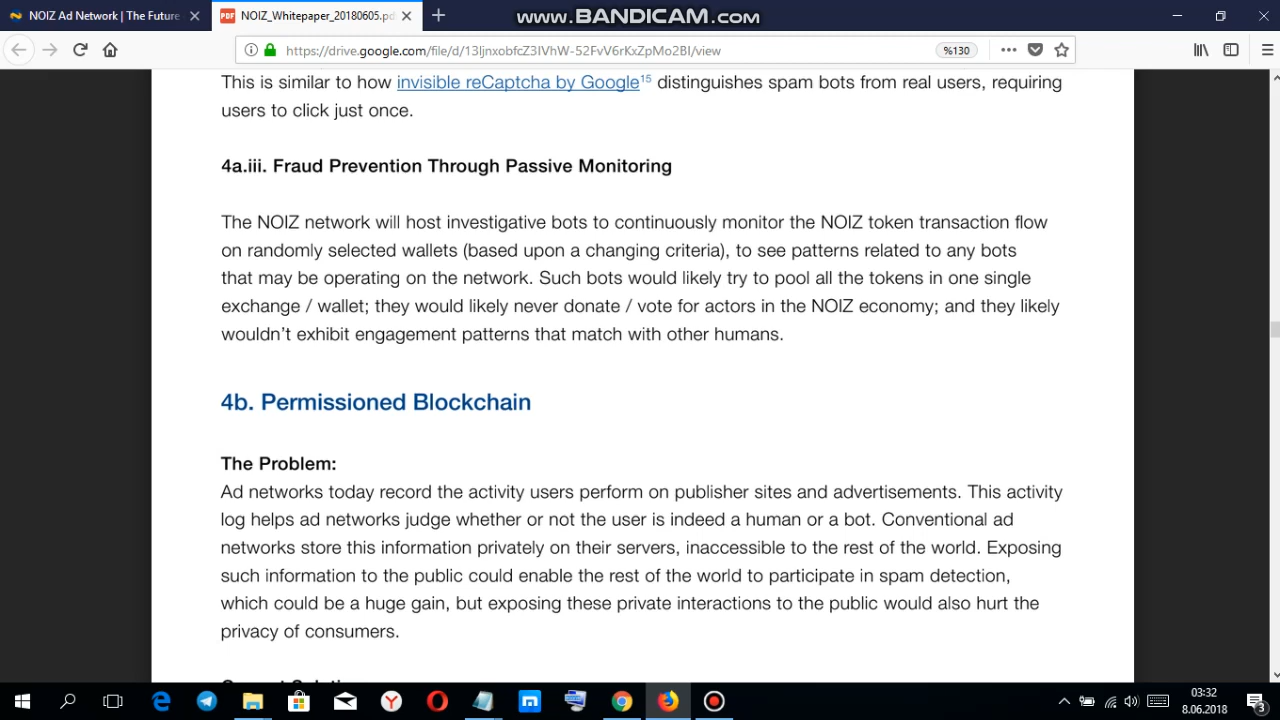 NOIZ Ad Network | The Future
NOIZ_Whitepaper_20180605.pd
www.BANDICAM.com
%130
This is similar to how invisible reCaptcha by Google15 distinguishes spam bots from real users, requiring
users to click just once.
4a.iii. Fraud Prevention Through Passive Monitoring
The NOIZ network will host investigative bots to continuously monitor the NOIZ token transaction flow
on randomly selected wallets (based upon a changing criteria), to see patterns related to any bots
that may be operating on the network. Such bots would likely try to pool all the tokens in one single
exchange / wallet; they would likely never donate / vote for actors in the NOIZ economy; and they likely
wouldn't exhibit engagement patterns that match with other humans.
4b. Permissioned Blockchain
The Problem:
Ad networks today record the activity users perform on publisher sites and advertisements. This activity
log helps ad networks judge whether or not the user is indeed a human or a bot. Conventional ad
networks store this information privately on their servers, inaccessible to the rest of the world. Exposing
such information to the public could enable the rest of the world to participate in spam detection,
which could be a huge gain, but exposing these private interactions to the public would also hurt the
privacy of consumers.
03:32
8.06.2018
3